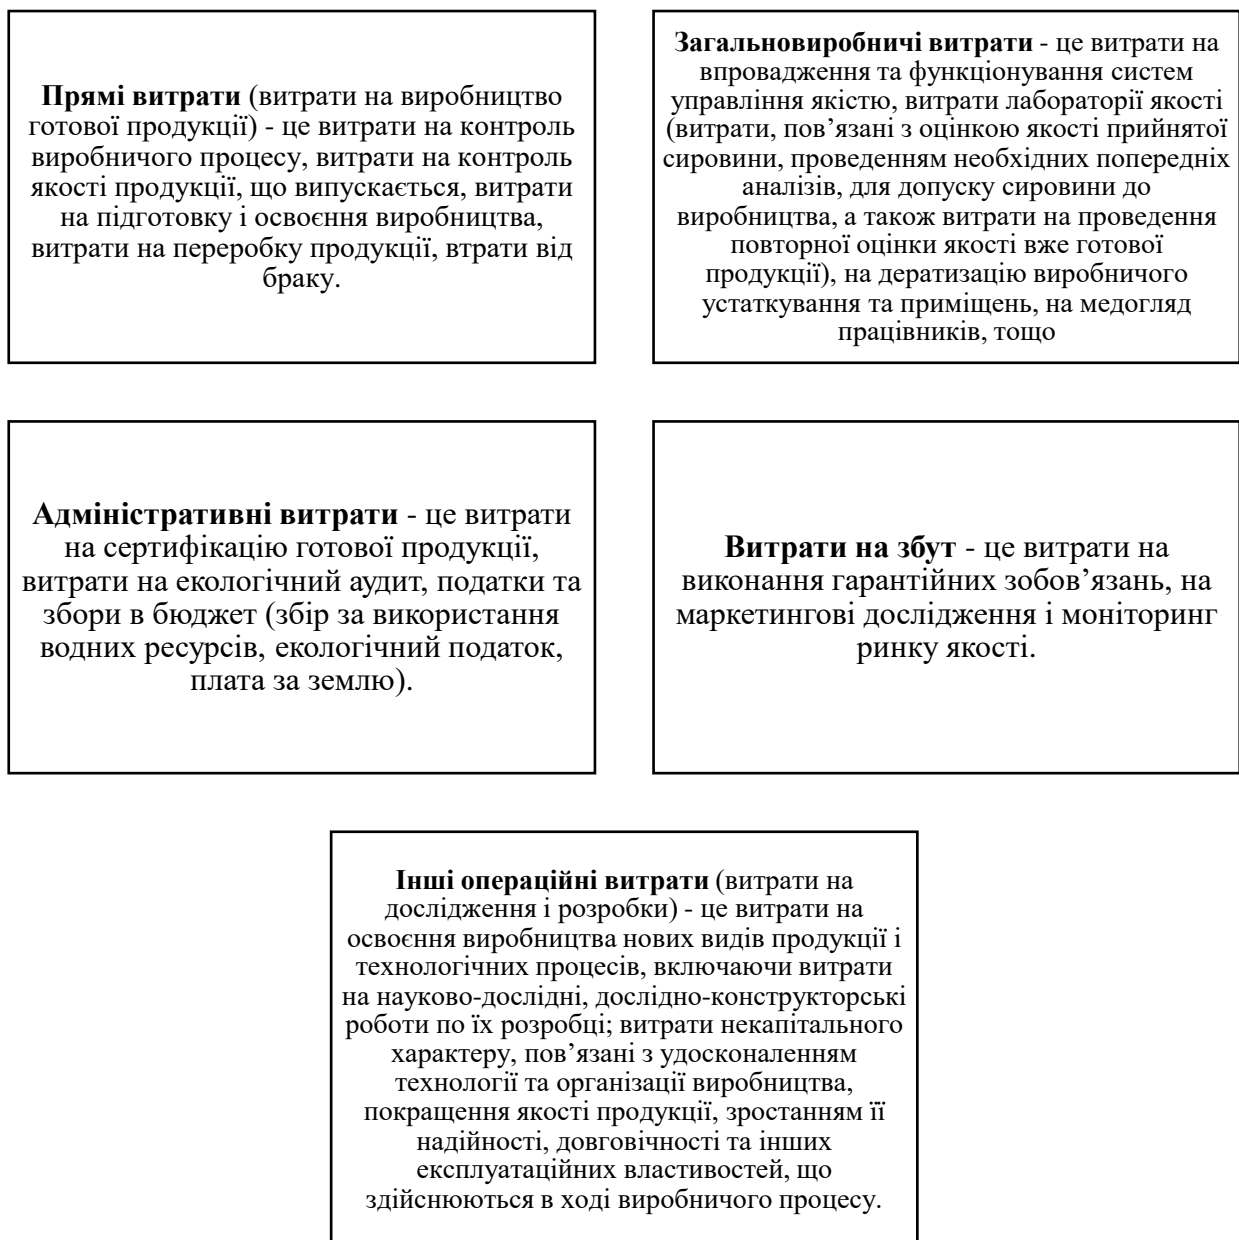 Прямі витрати (витрати на виробництво
готової продукції) - це витрати на контроль
виробничого процесу, витрати на контроль
якості продукції, що випускається, витрати
на підготовку і освоєння виробництва,
витрати на переробку продукції, втрати від
браку.
Загальновиробничі витрати - це витрати на
впровадження та функціонування систем
управління якістю, витрати лабораторії якості
(витрати, пов’язані з оцінкою якості прийнятої
сировини, проведенням необхідних попередніх
аналізів, для допуску сировини до
виробництва, а також витрати на проведення
повторної оцінки якості вже готової
продукції), на дератизацію виробничого
устаткування та приміщень, на медогляд
працівників, тощо
Адміністративні витрати - це витрати
на сертифікацію готової продукції,
витрати на екологічний аудит, податки та
збори в бюджет (збір за використання
водних ресурсів, екологічний податок,
плата за землю).
Витрати на збут - це витрати на
виконання гарантійних зобов’язань, на
маркетингові дослідження і моніторинг
ринку якості.
Інші операційні витрати (витрати на
дослідження і розробки) - це витрати на
освоєння виробництва нових видів продукції і
технологічних процесів, включаючи витрати
на науково-дослідні, дослідно-конструкторські
роботи по їх розробці; витрати некапітального
характеру, пов’язані з удосконаленням
технології та організації виробництва,
покращення якості продукції, зростанням її
надійності, довговічності та інших
експлуатаційних властивостей, що
здійснюються в ході виробничого процесу.